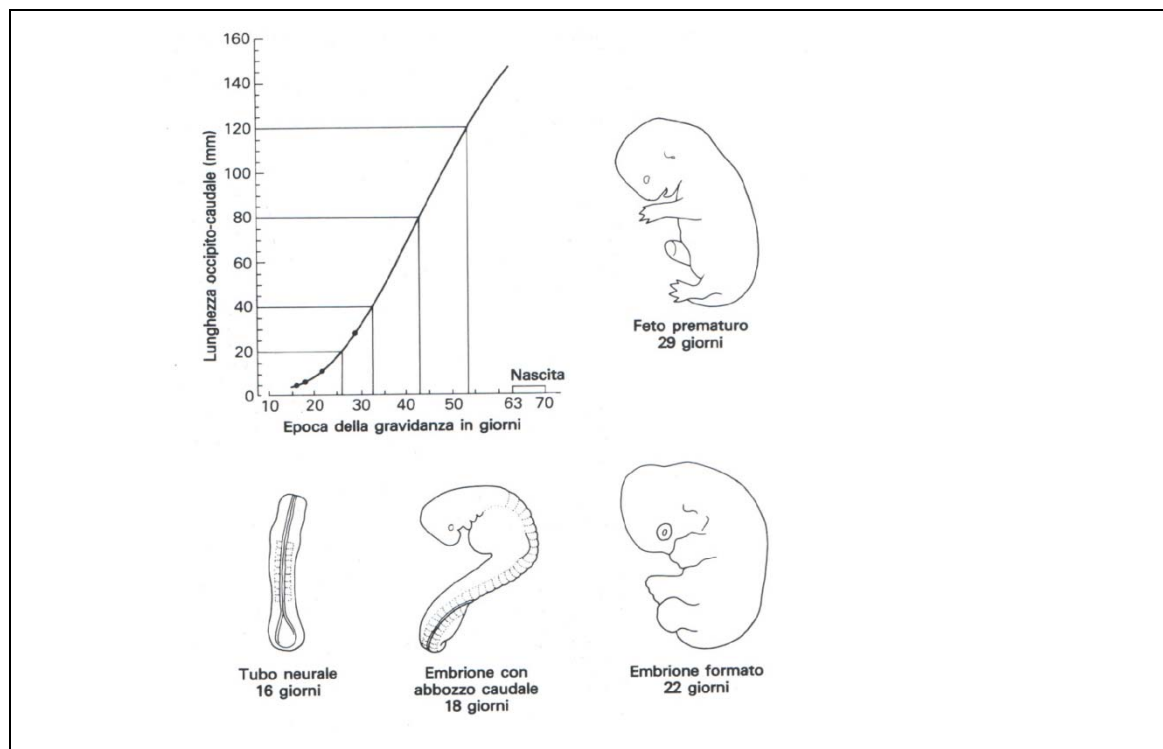 160
140
120
100
80
60
40
20
0
Lunghezza occipito-caudale (mm)
10 20 30 40 50 63 70
Nascita
Epoca della gravidanza in giorni
Feto prematuro
29 giorni
Tubo neurale
16 giorni
Embrione con
abbozzo caudale
18 giorni
Embrione formato
22 giorni